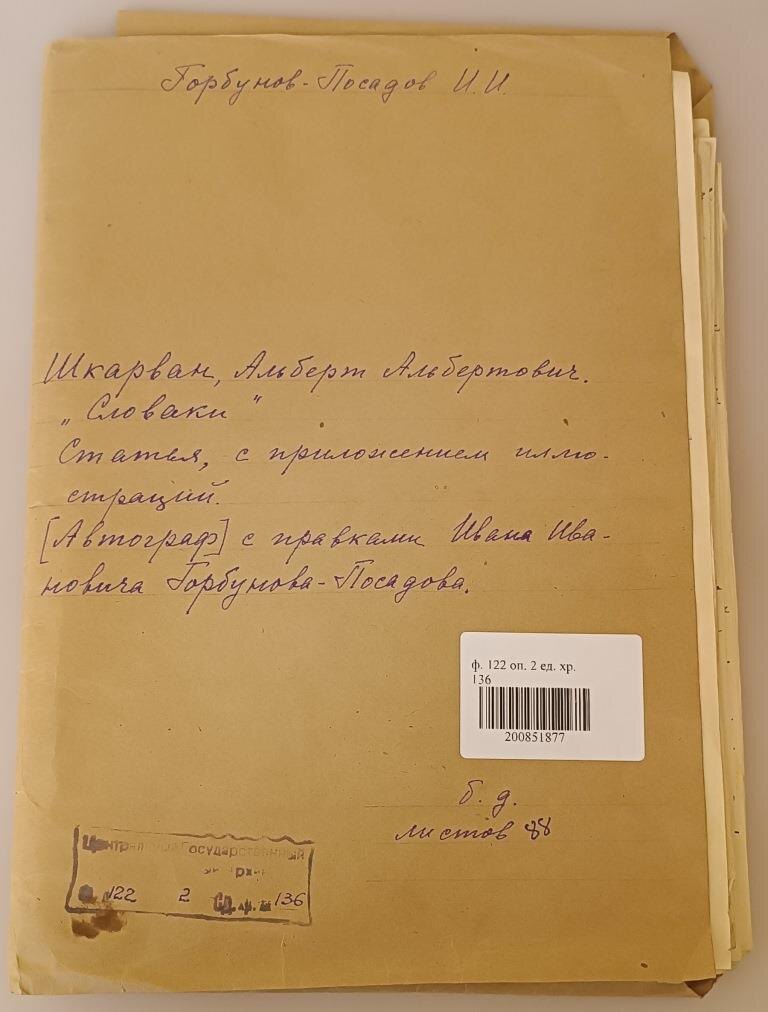 Горбунов-Посадов И.И.
Шкарван, Альберт Альбертович.
„Словаки"
Статья, с приложением иллю-
страций.
[Автограф] с правками Ивана Ива-
новича Горбунова-Посадова.
ф. 122 оп. 2 ед. хр.
136
200851877
б. д.
листов 88
Государственный
122 2 136